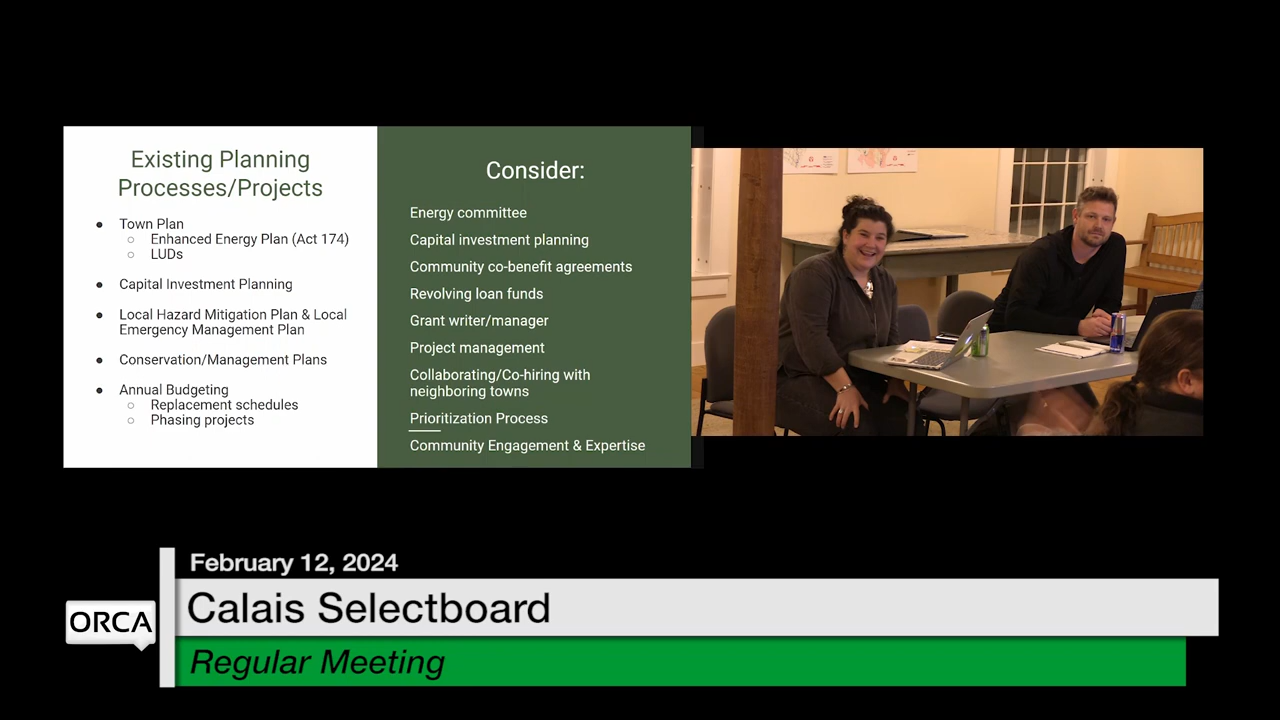 Existing Planning
Processes/Projects
● Town Plan
○ Enhanced Energy Plan (Act 174)
○ LUDs
● Capital Investment Planning
● Local Hazard Mitigation Plan & Local
Emergency Management Plan
● Conservation/Management Plans
● Annual Budgeting
○ Replacement schedules
○ Phasing projects
Consider:
Energy committee
Capital investment planning
Community co-benefit agreements
Revolving loan funds
Grant writer/manager
Project management
Collaborating/Co-hiring with
neighboring towns
Prioritization Process
Community Engagement & Expertise
February 12, 2024
ORCA
Calais Selectboard
Regular Meeting